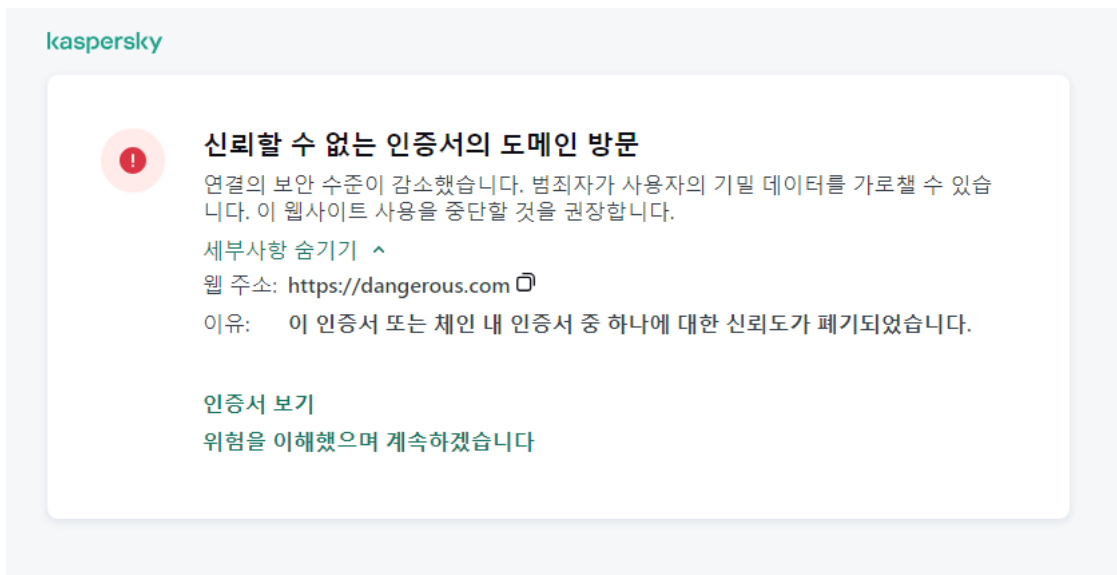 kaspersky
신뢰할 수 없는 인증서의 도메인 방문
연결의 보안 수준이 감소했습니다. 범죄자가 사용자의 기밀 데이터를 가로챌 수 있습
니다. 이 웹사이트 사용을 중단할 것을 권장합니다.
세부사항 숨기기
웹 주소: https://dangerous.com
이유: 이 인증서 또는 체인 내 인증서 중 하나에 대한 신뢰도가 폐기되었습니다.
인증서 보기
위험을 이해했으며 계속하겠습니다